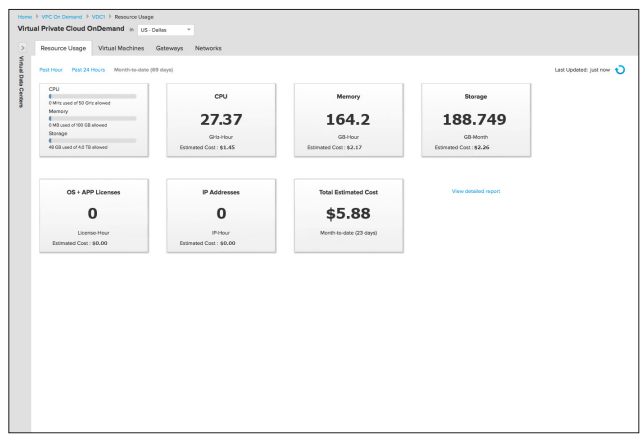 Home > VPC On Demand > VDC1 > Resource Usage
Virtual Private Cloud OnDemand
US - Dallas
Resource Usage Virtual Machines Gateways Networks
Virtual Data Centers
Past Hour Past 24 Hours Month-to-date (69 days)
Last Updated: just now
CPU
0 MHz used of 50 GHz allowed
Memory
0 MB used of 100 GB allowed
Storage
48 GB used of 4.0 TB allowed
CPU
27.37
GHz-Hour
Estimated Cost : $1.45
Memory
164.2
GB-Hour
Estimated Cost : $2.17
Storage
188.749
GB-Month
Estimated Cost : $2.26
OS + APP Licenses
0
License-Hour
Estimated Cost : $0.00
IP Addresses
0
IP-Hour
Estimated Cost : $0.00
Total Estimated Cost
$5.88
Month-to-date (23 days)
View detailed report